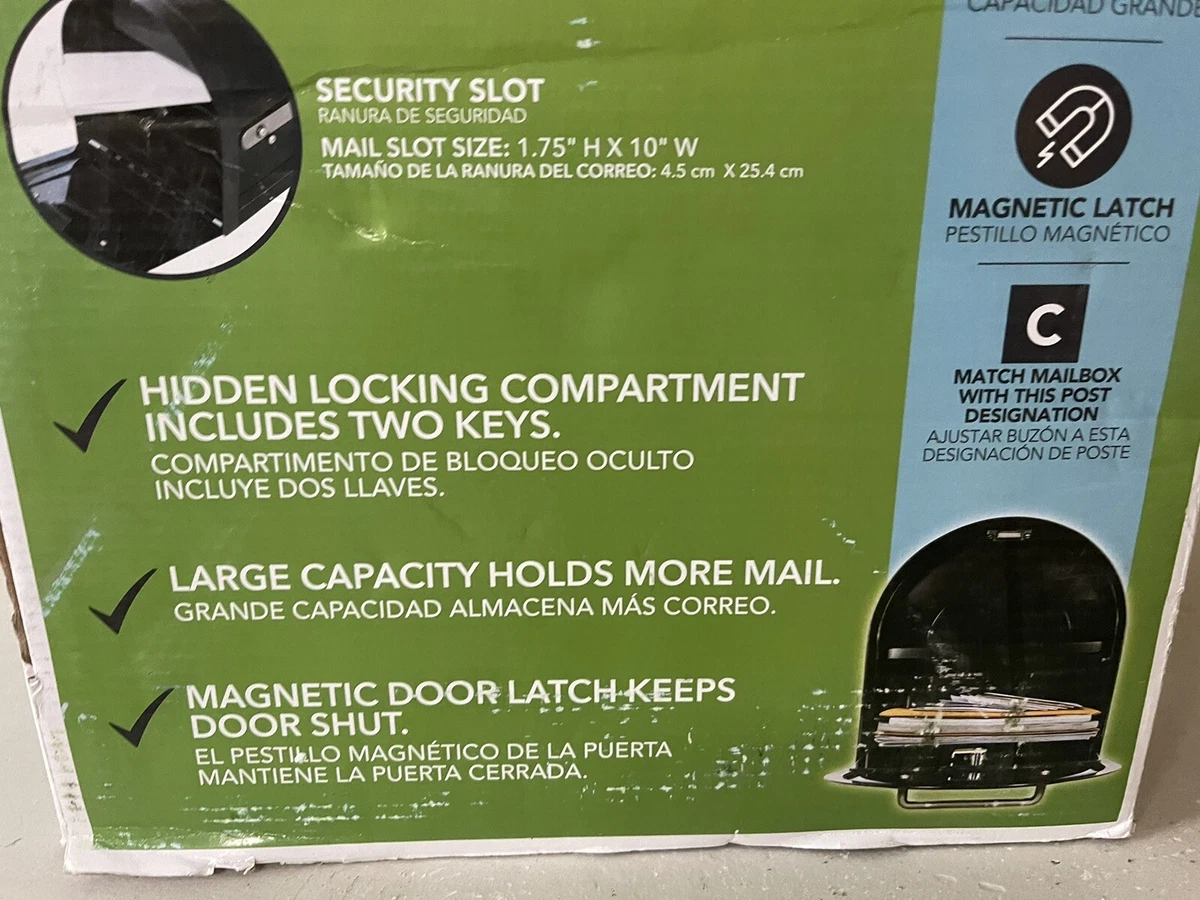 SECURITY SLOT
RANURA DE SEGURIDAD
MAIL SLOT SIZE: 1.75" H X 10" W
TAMAÑO DE LA RANURA DEL CORREO: 4.5 cm X 25.4 cm
HIDDEN LOCKING COMPARTMENT
INCLUDES TWO KEYS.
COMPARTIMENTO DE BLOQUEO OCULTO
INCLUYE DOS LLAVES.
LARGE CAPACITY HOLDS MORE MAIL.
GRANDE CAPACIDAD ALMACENA MÁS CORREO.
MAGNETIC DOOR LATCH KEEPS
DOOR SHUT.
EL PESTILLO MAGNÉTICO DE LA PUERTA
MANTIENE LA PUERTA CERRADA.
CAPACIDAD GRANDE
MAGNETIC LATCH
PESTILLO MAGNÉTICO
C
MATCH MAILBOX
WITH THIS POST
DESIGNATION
AJUSTAR BUZÓN A ESTA
DESIGNACIÓN DE POSTE